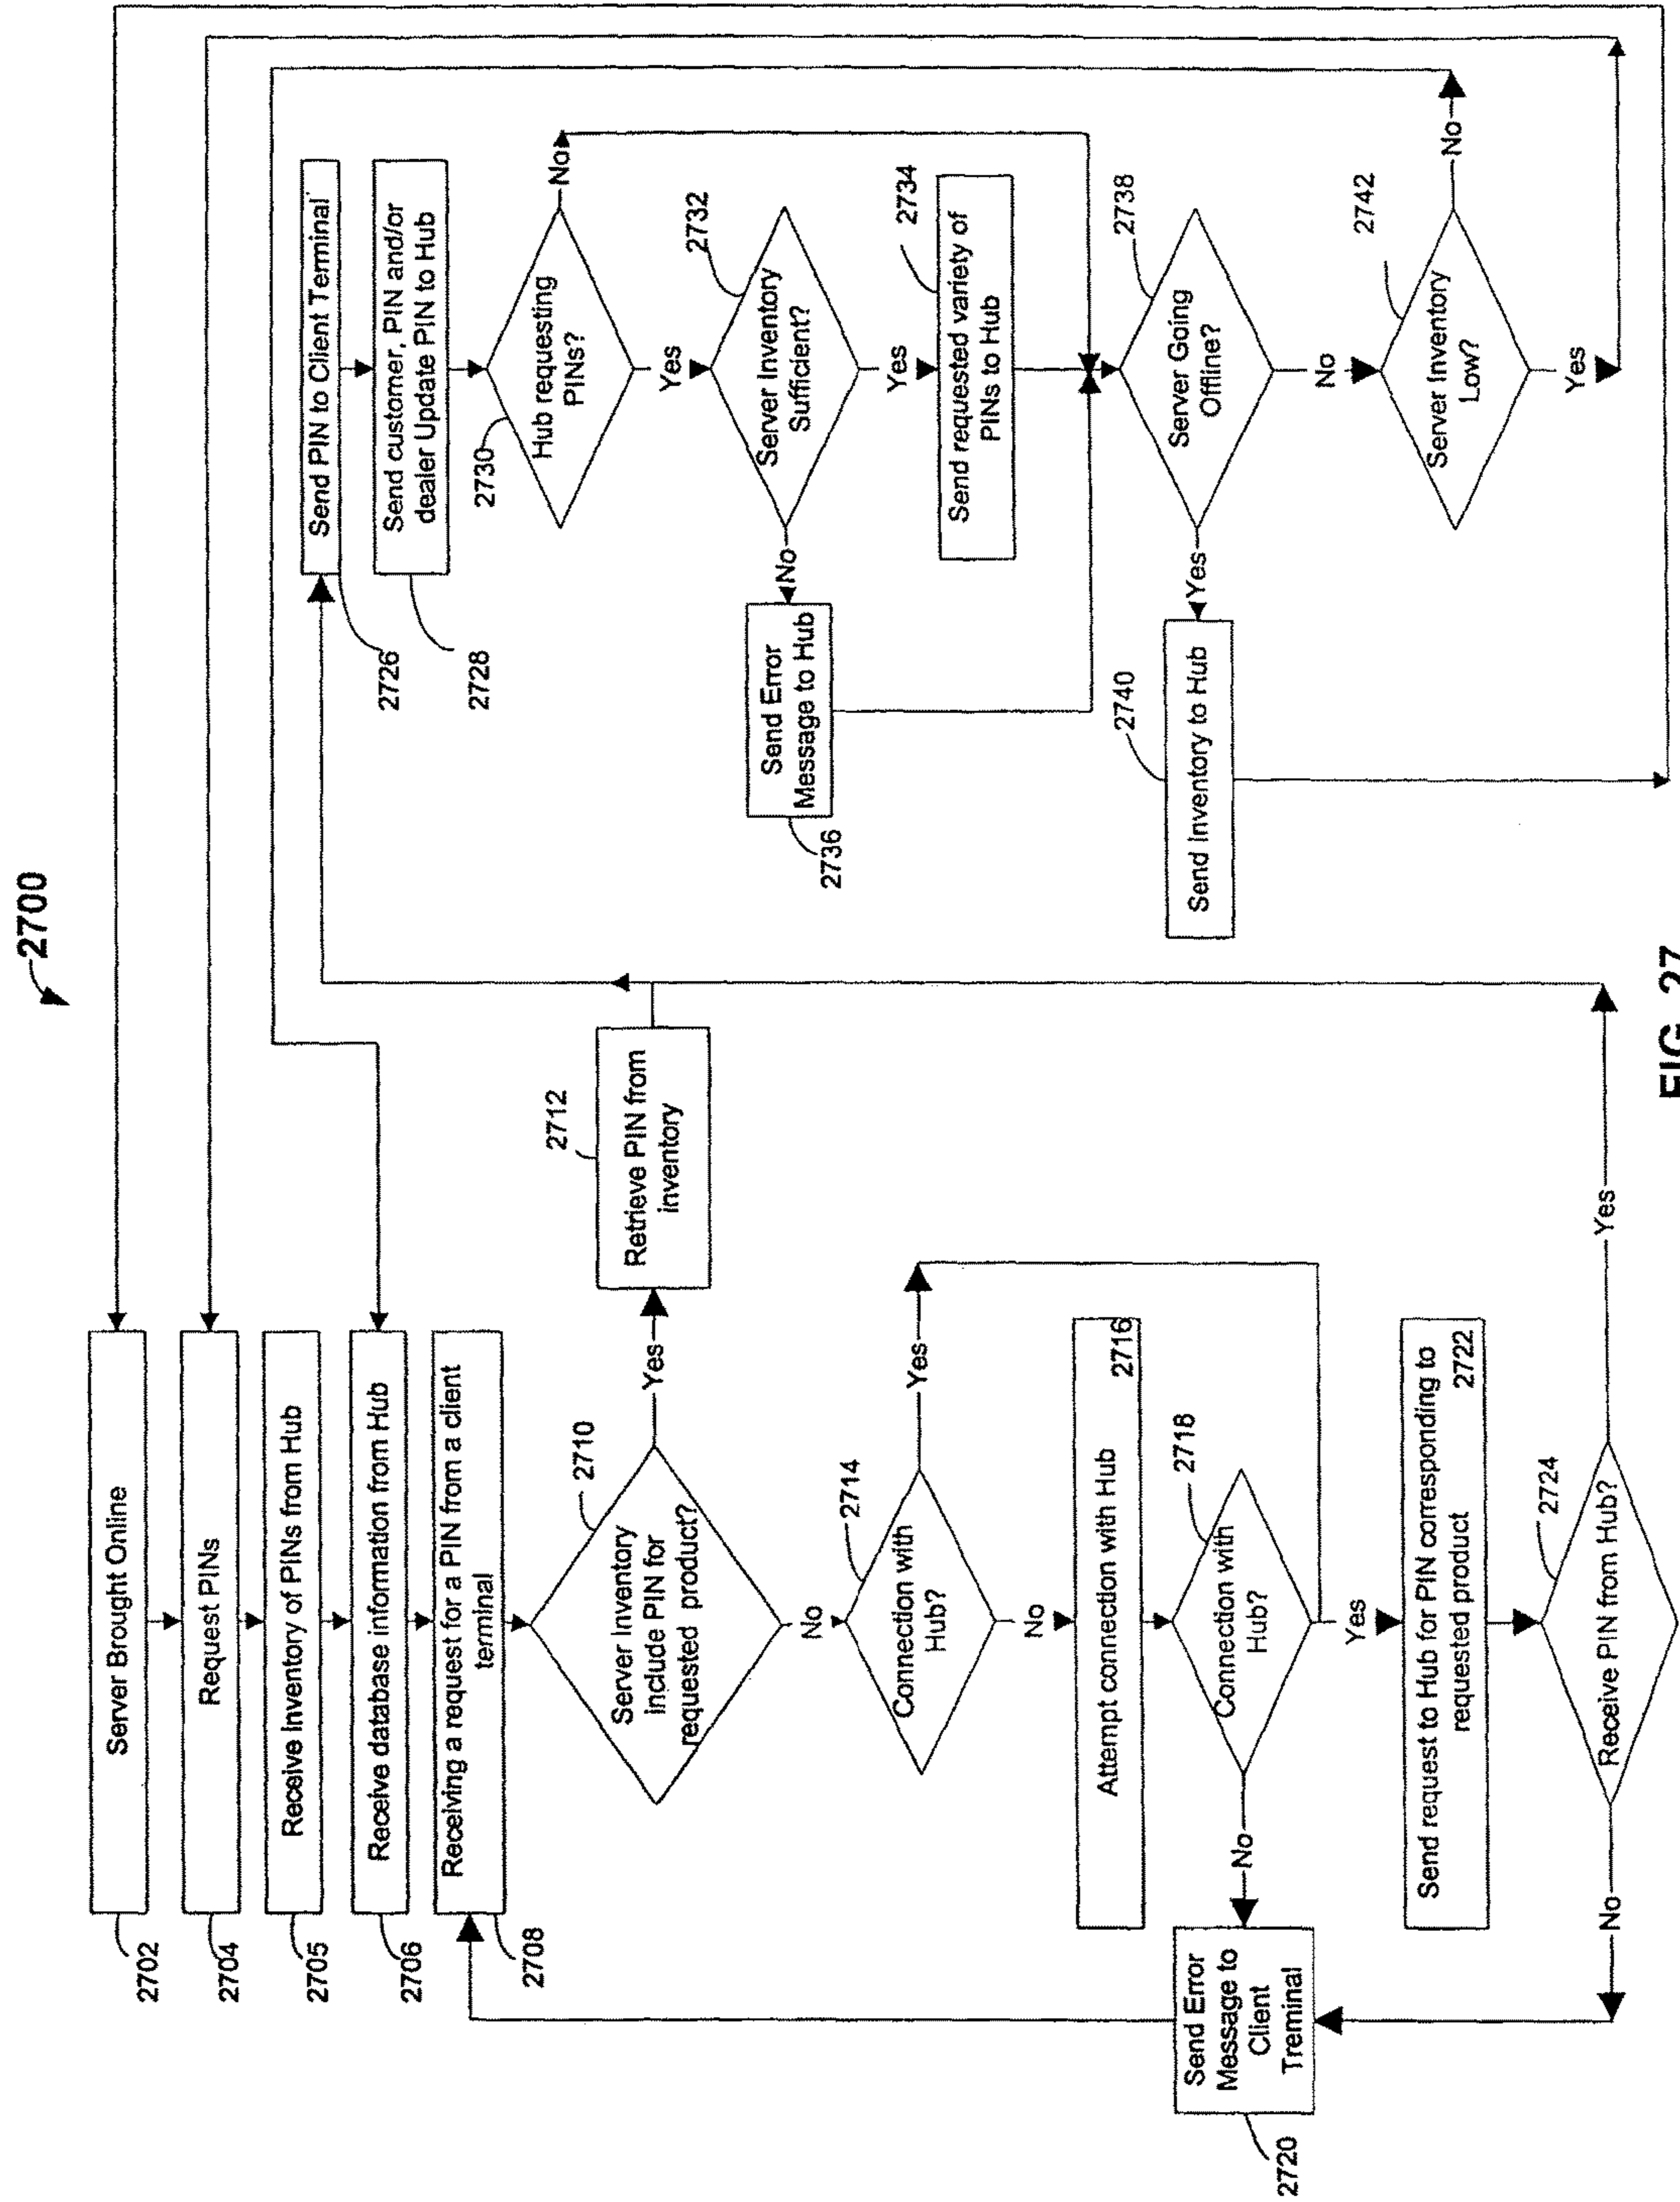 2700
2702
Server Brought Online
2704
Request PINs
2705
Receive Inventory of PINs from Hub
2706
Receive database information from Hub
2708
Receiving a request for a PIN from a client
terminal
2710
Server Inventory
include PIN for
requested product?
Yes
2712
Retrieve PIN from
inventory
No
2714
Connection with
Hub?
Yes
No
2716
Attempt connection with Hub
2718
Connection with
Hub?
No
2720
Send Error
Message to
Client
Treminal
Yes
Send request to Hub for PIN corresponding to
requested product
2722
2724
Receive PIN from Hub?
No
Yes
Send PIN to Client Terminal
2726
Send customer, PIN and/or
dealer Update PIN to Hub
2728
2730
Hub requesting
PINs?
No
Yes
2732
Server Inventory
Sufficient?
No
Send Error
Message to Hub
2736
Yes
2734
Send requested variety of
PINs to Hub
2738
Server Going
Offline?
Yes
2740
Send Inventory to Hub
No
2742
Server Inventory
Low?
No
Yes
FIG. 27